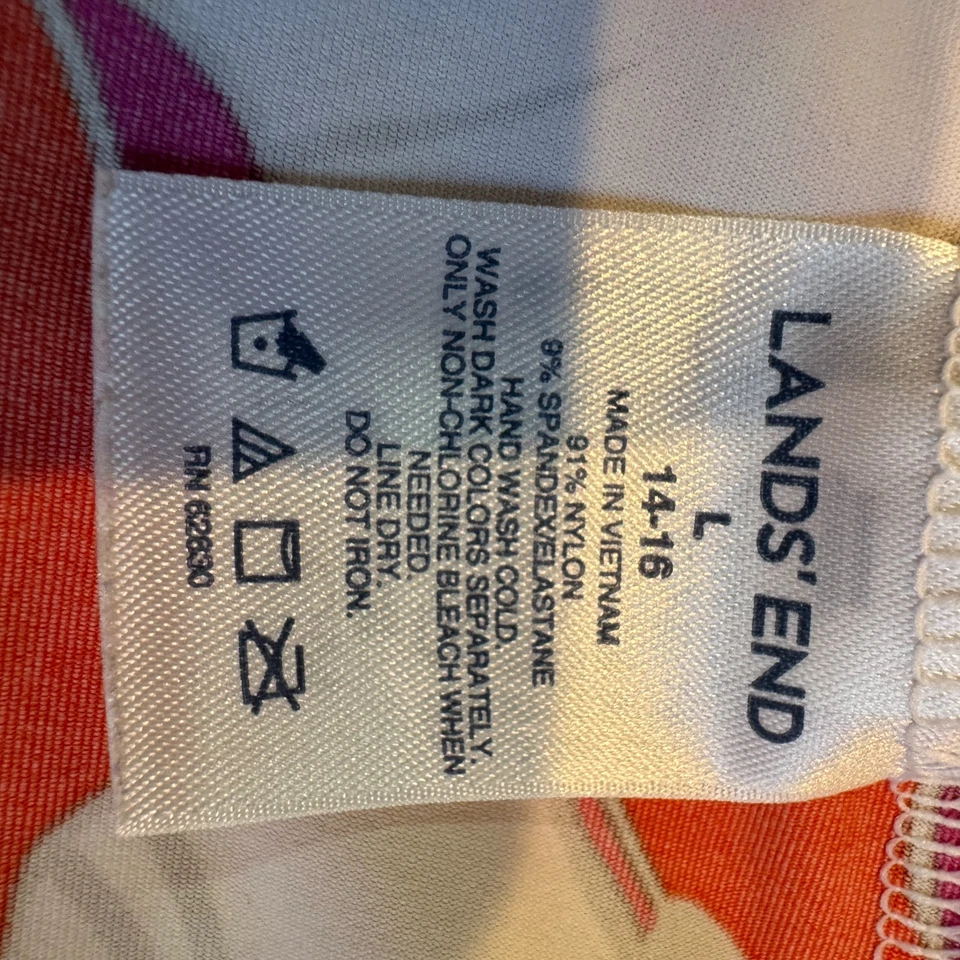 LANDS' END
L
14-16
MADE IN VIETNAM
91% NYLON
9% SPANDEX/ELASTANE
HAND WASH COLD.
WASH DARK COLORS SEPARATELY.
ONLY NON-CHLORINE BLEACH WHEN
NEEDED.
LINE DRY.
DO NOT IRON.
RN 62830